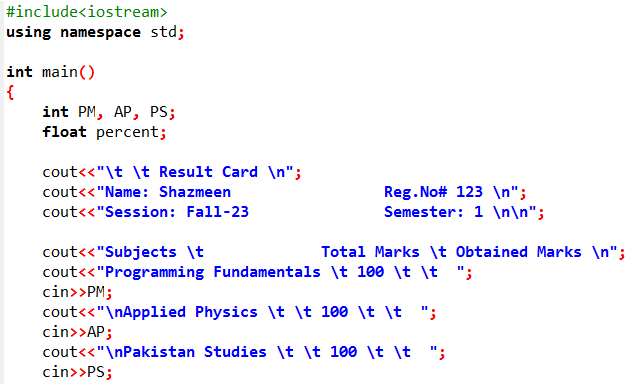 #include<iostream>
using namespace std;
int main()
{
int PM, AP, PS;
float percent;
cout<<"\t \t Result Card \n";
cout<<"Name: Shazmeen                 Reg.No# 123 \n";
cout<<"Session: Fall-23               Semester: 1 \n\n";
cout<<"Subjects \t             Total Marks \t Obtained Marks \n";
cout<<"Programming Fundamentals \t 100 \t \t  ";
cin>>PM;
cout<<"\nApplied Physics \t \t 100 \t \t  ";
cin>>AP;
cout<<"\nPakistan Studies \t \t 100 \t \t  ";
cin>>PS;